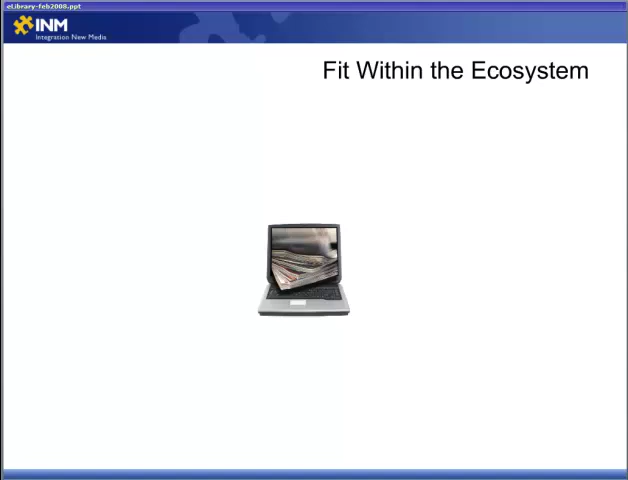 eLibrary-feb2008.ppt
INM
Integration New Media
Fit Within the Ecosystem